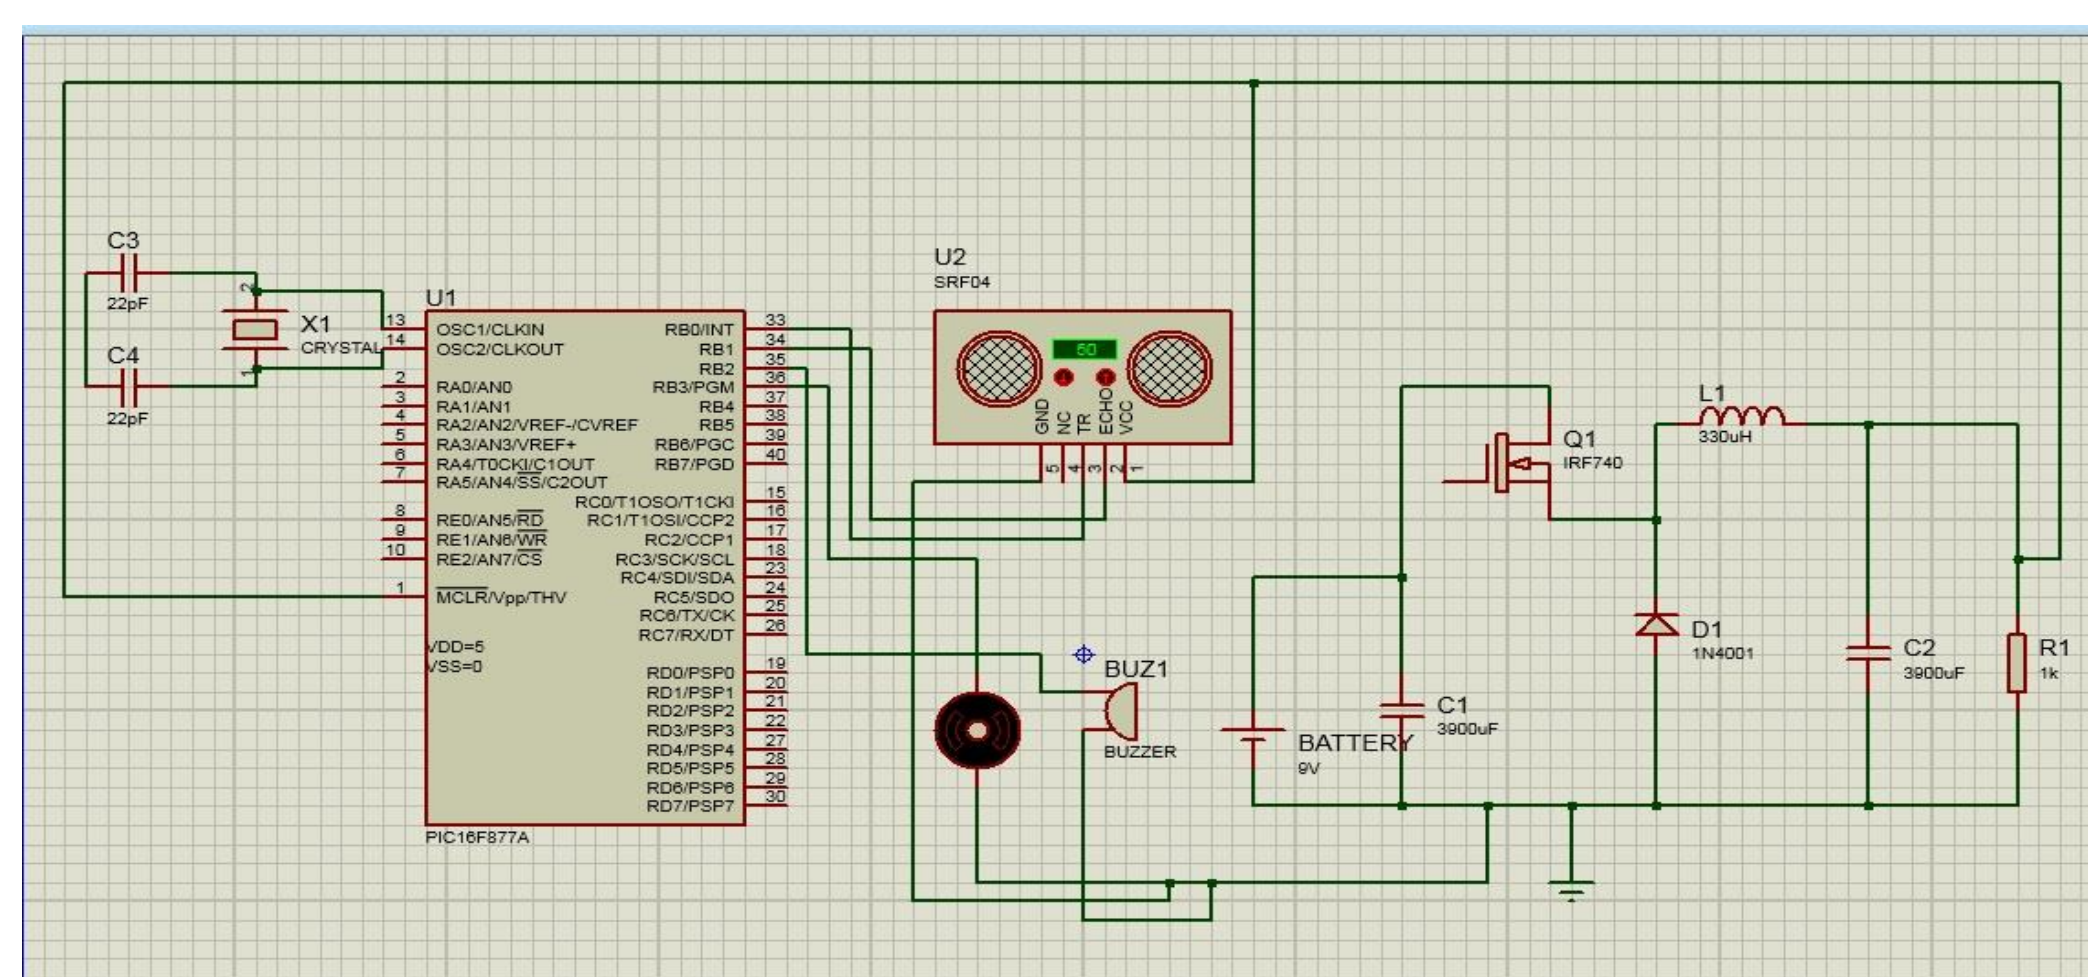 C3
22pF
C4
22pF
2
1
X1
CRYSTAL
U1
13
OSC1/CLKIN
14
OSC2/CLKOUT
2
RA0/AN0
3
RA1/AN1
4
RA2/AN2/VREF-/CVREF
5
RA3/AN3/VREF+
6
RA4/T0CKI/C1OUT
7
RA5/AN4/SS/C2OUT
8
RE0/AN5/RD
9
RE1/AN6/WR
10
RE2/AN7/CS
1
MCLR/Vpp/THV
VDD=5
VSS=0
RB0/INT
33
RB1
34
RB2
35
RB3/PGM
36
RB4
37
RB5
38
RB6/PGC
39
RB7/PGD
40
RC0/T1OSO/T1CKI
15
RC1/T1OSI/CCP2
16
RC2/CCP1
17
RC3/SCK/SCL
18
RC4/SDI/SDA
23
RC5/SDO
24
RC6/TX/CK
25
RC7/RX/DT
26
RD0/PSP0
19
RD1/PSP1
20
RD2/PSP2
21
RD3/PSP3
22
RD4/PSP4
27
RD5/PSP5
28
RD6/PSP6
29
RD7/PSP7
30
PIC16F877A
U2
SRF04
50
GND
NC
TR
ECHO
VCC
5
4
3
2
1
BUZ1
BUZZER
BATTERY
9V
C1
3900uF
Q1
IRF740
L1
330uH
D1
1N4001
C2
3900uF
R1
1k